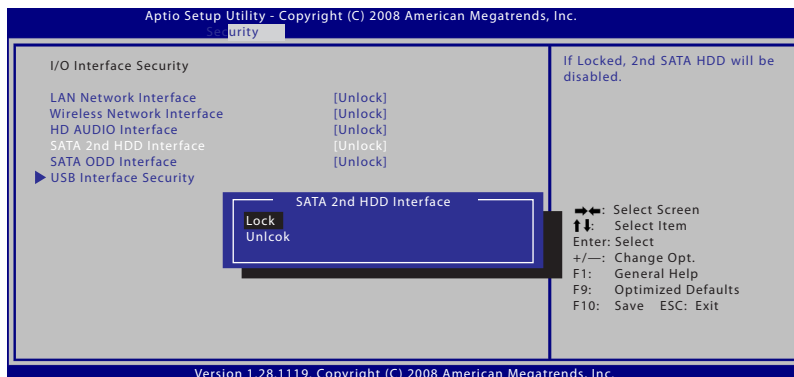 Aptio Setup Utility - Copyright (C) 2008 American Megatrends, Inc.
Security
I/O Interface Security
LAN Network Interface [Unlock]
Wireless Network Interface [Unlock]
HD AUDIO Interface [Unlock]
SATA 2nd HDD Interface [Unlock]
SATA ODD Interface [Unlock]
USB Interface Security
SATA 2nd HDD Interface
Lock
Unlcok
If Locked, 2nd SATA HDD will be
disabled.
→←: Select Screen
↑↓: Select Item
Enter: Select
+/—: Change Opt.
F1: General Help
F9: Optimized Defaults
F10: Save ESC: Exit
Version 1.28.1119. Copyright (C) 2008 American Megatrends, Inc.